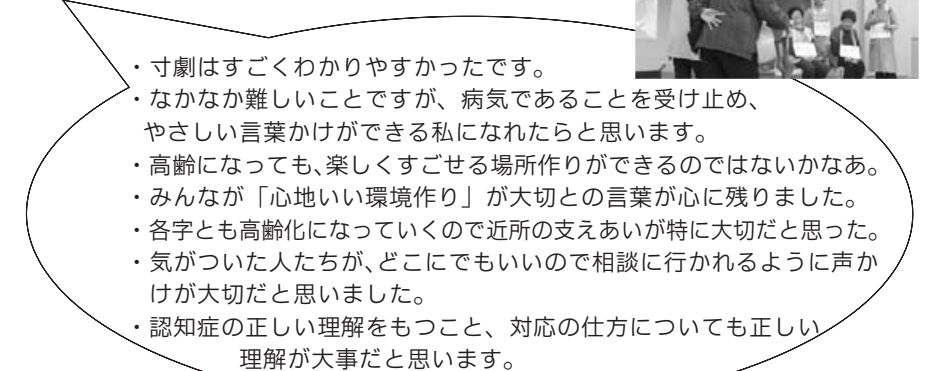 ・寸劇はすごくわかりやすかったです。
・なかなか難しいことですが、病気であることを受け止め、
やさしい言葉かけができる私になれたらと思います。
・高齢になっても、楽しくすごせる場所作りができるのではないかなあ。
・みんなが「心地いい環境作り」が大切との言葉が心に残りました。
・各字とも高齢化になっていくので近所の支えあいが特に大切だと思った。
・気がついた人たちが、どこにでもいいので相談に行かれるように声か
けが大切だと思いました。
・認知症の正しい理解をもつこと、対応の仕方についても正しい
理解が大事だと思います。